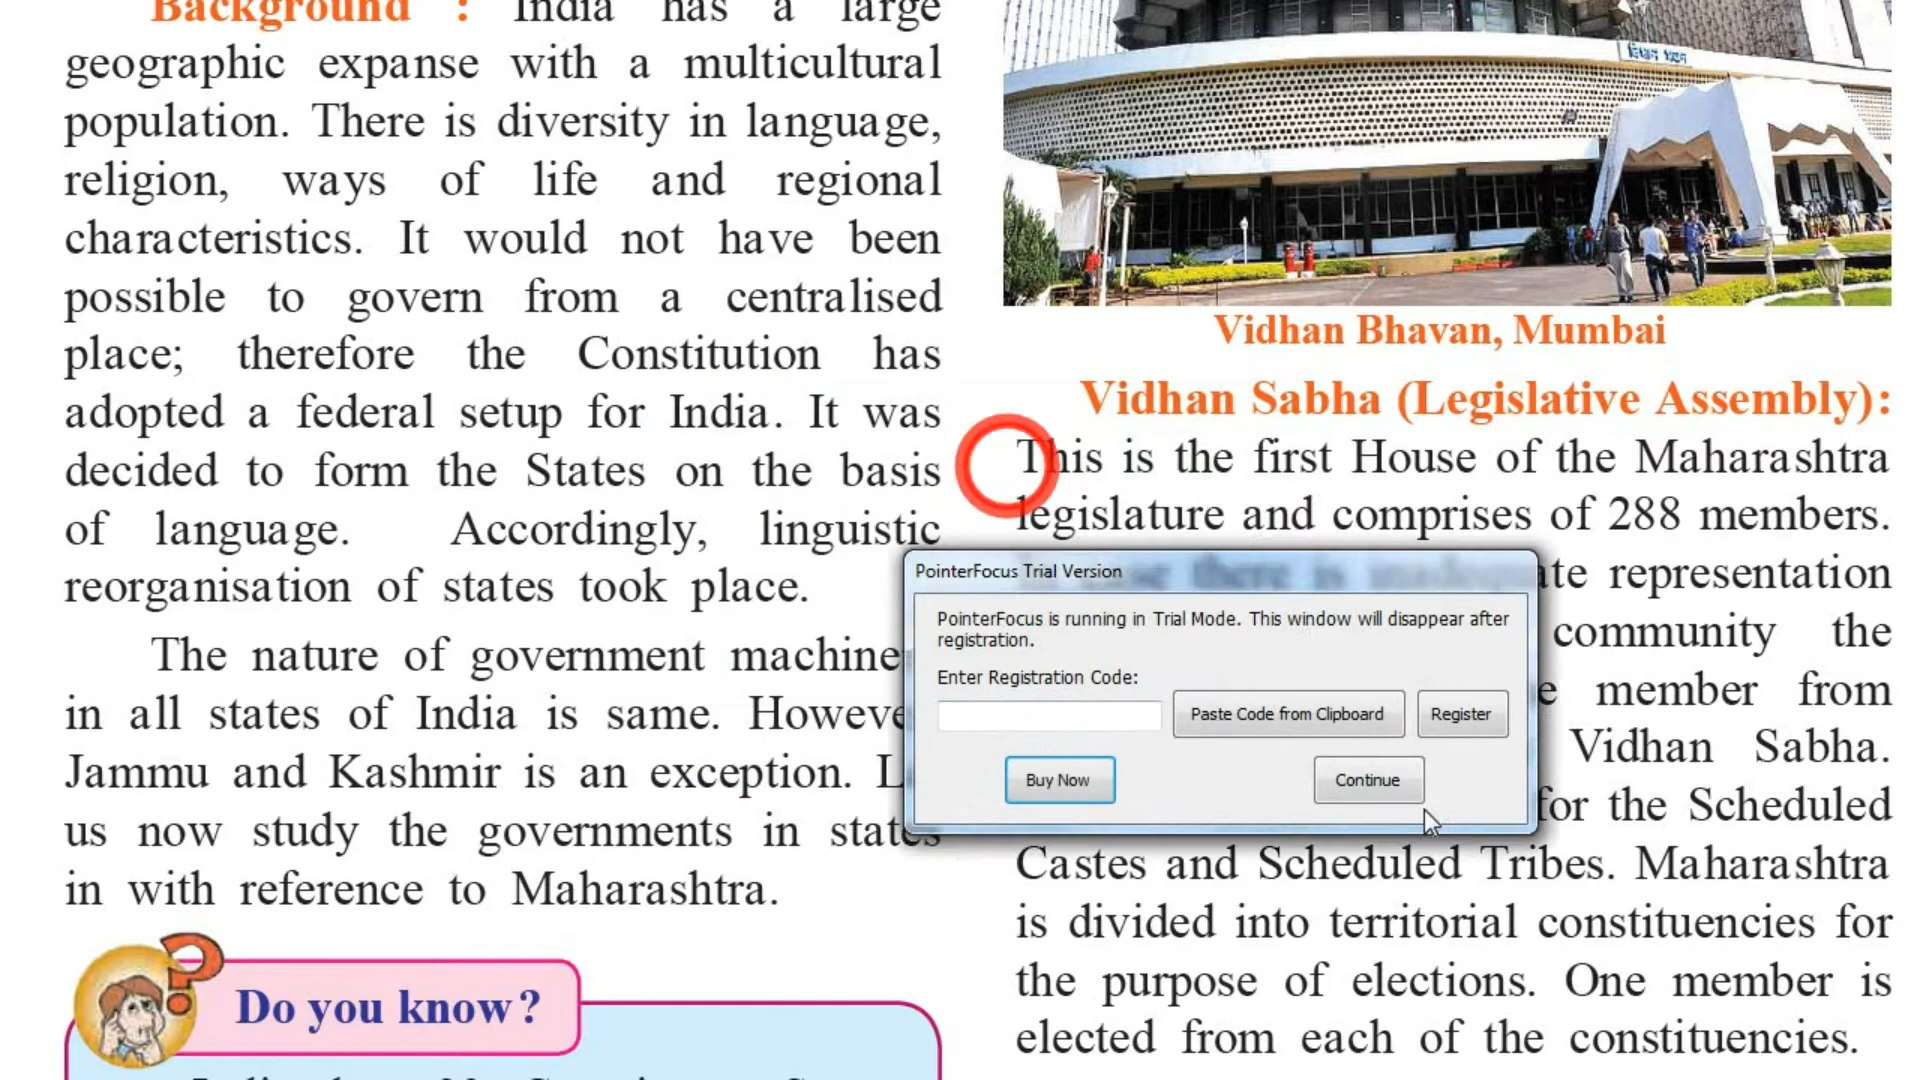 Background : India has a large
geographic expanse with a multicultural
population. There is diversity in language,
religion, ways of life and regional
characteristics. It would not have been
possible to govern from a centralised
place; therefore the Constitution has
adopted a federal setup for India. It was
decided to form the States on the basis
of language. Accordingly, linguistic
reorganisation of states took place.
The nature of government machine
in all states of India is same. Howeve
Jammu and Kashmir is an exception. L
us now study the governments in states
in with reference to Maharashtra.
Do you know?
विधान भवन
Vidhan Bhavan, Mumbai
Vidhan Sabha (Legislative Assembly):
This is the first House of the Maharashtra
legislature and comprises of 288 members.
ate representation
community the
e member from
Vidhan Sabha.
for the Scheduled
Castes and Scheduled Tribes. Maharashtra
is divided into territorial constituencies for
the purpose of elections. One member is
elected from each of the constituencies.
PointerFocus Trial Version
PointerFocus is running in Trial Mode. This window will disappear after
registration.
Enter Registration Code:
Paste Code from Clipboard
Register
Buy Now
Continue